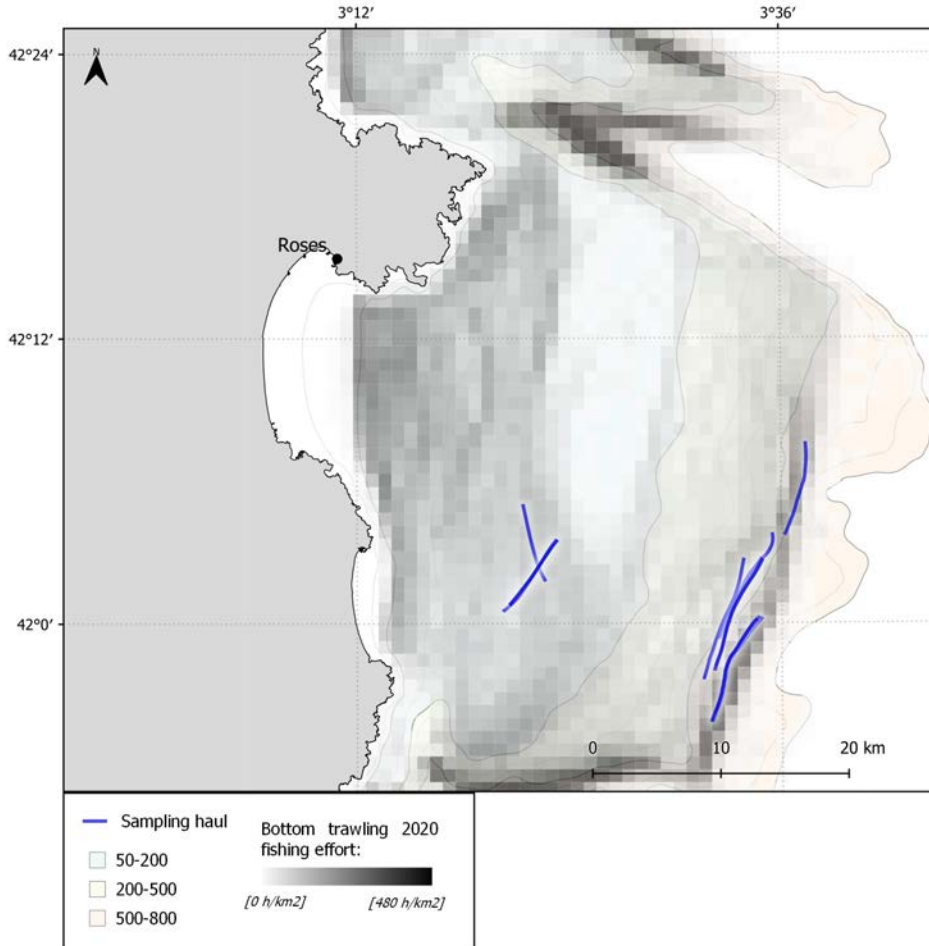 3°12'
3°36'
42°24'
N
Roses
42°12'
42°0'
0
10
20 km
Sampling haul
50-200
200-500
500-800
Bottom trawling 2020
fishing effort:
[0 h/km2]
[480 h/km2]